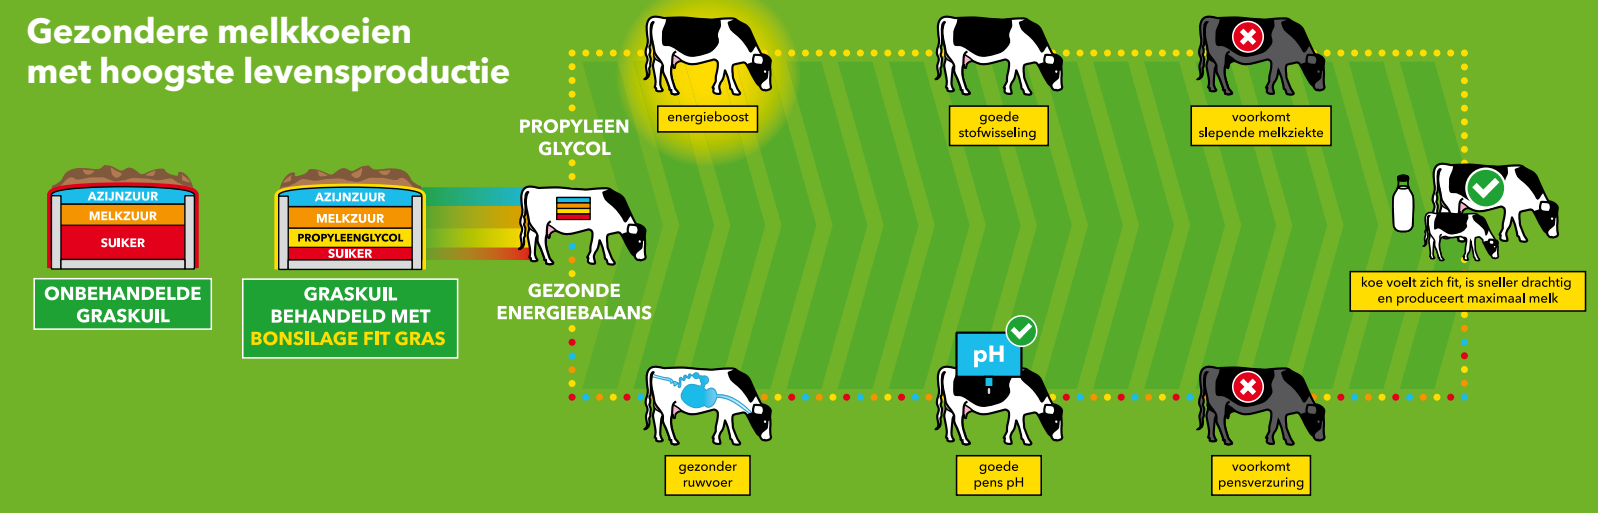 Gezondere melkkoeien
met hoogste levensproductie
AZIJNZUUR
MELKZUUR
SUIKER
ONBEHANDELDE
GRASKUIL
AZIJNZUUR
MELKZUUR
PROPYLEENGLYCOL
SUIKER
GRASKUIL
BEHANDELD MET
BONSILAGE FIT GRAS
PROPYLEEN
GLYCOL
GEZONDE
ENERGIEBALANS
energieboost
goede
stofwisseling
voorkomt
slepende melkziekte
gezonder
ruwvoer
pH
goede
pens pH
voorkomt
pensverzuring
koe voelt zich fit, is sneller drachtig
en produceert maximaal melk